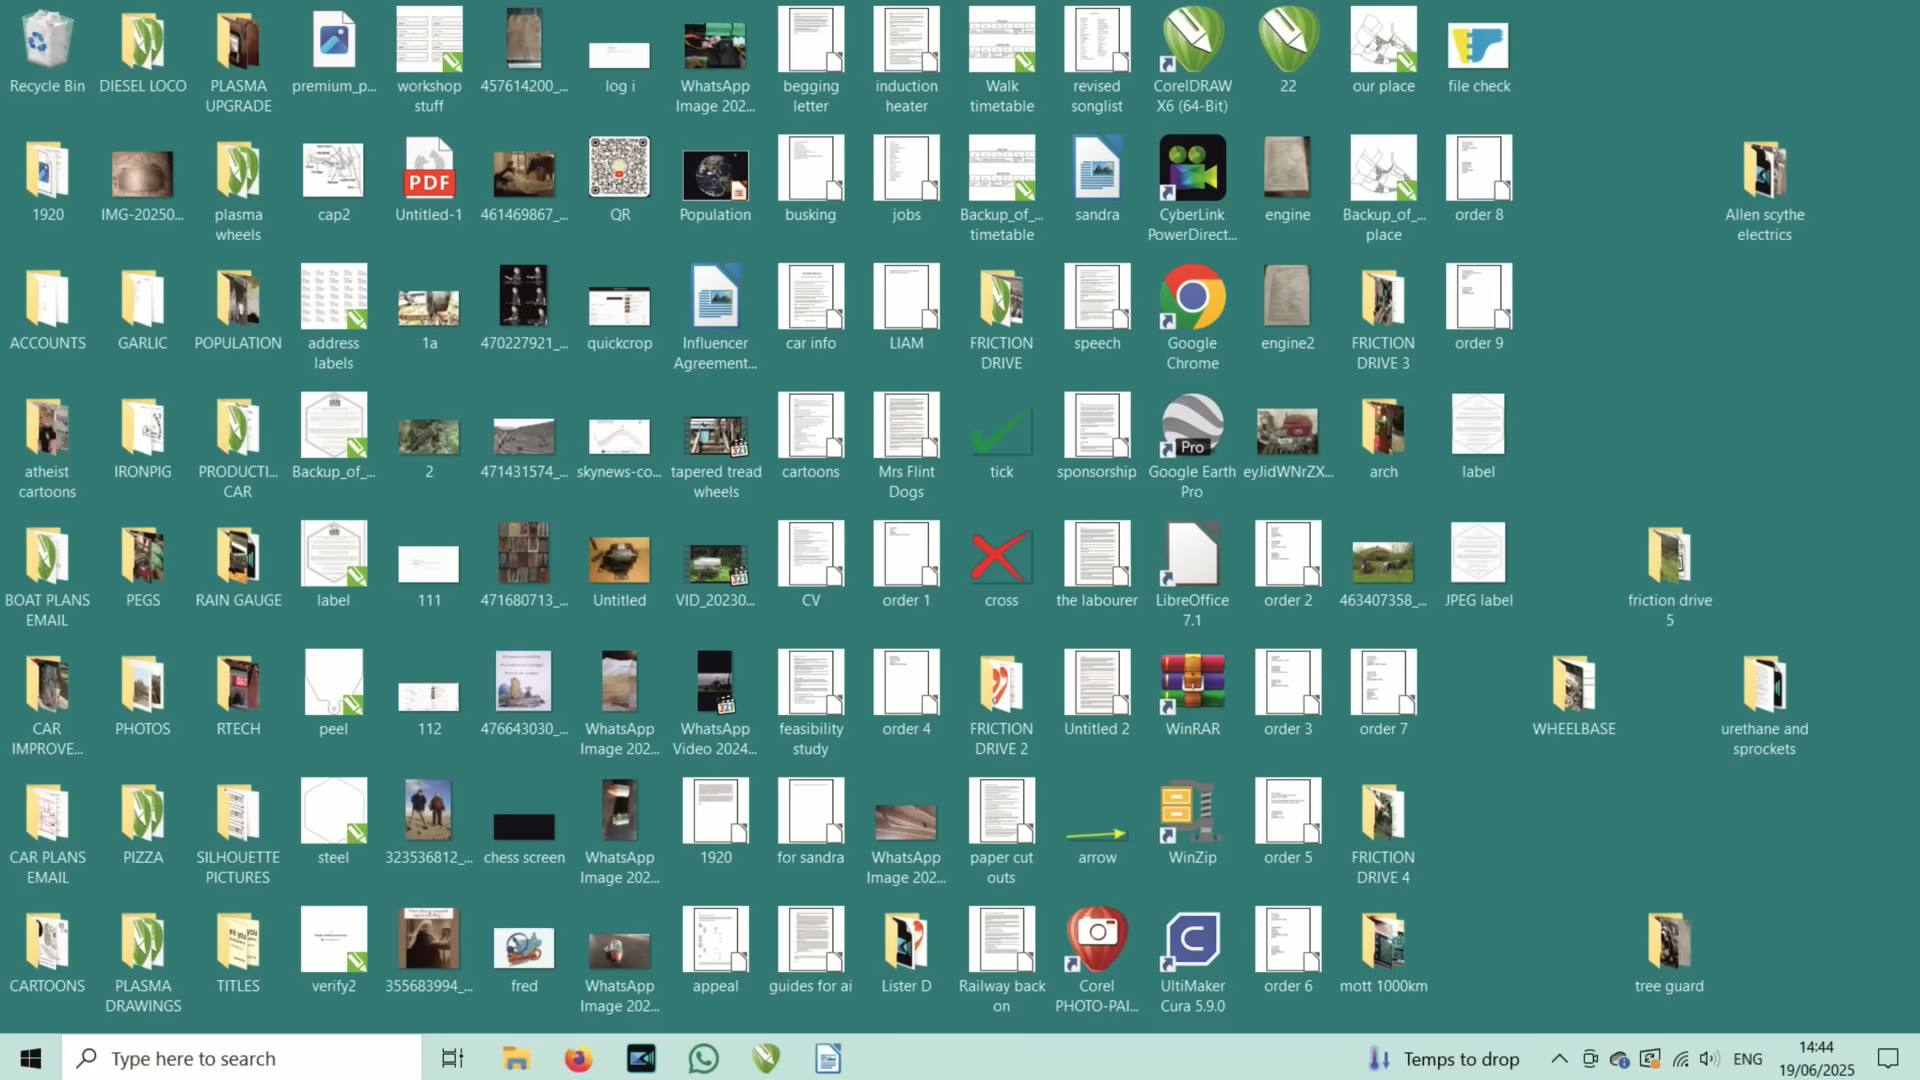 Recycle Bin
DIESEL LOCO
PLASMA
UPGRADE
premium_p...
workshop
stuff
457614200_...
log i
WhatsApp
Image 202...
begging
letter
induction
heater
Walk
timetable
revised
songlist
CorelDRAW
X6 (64-Bit)
22
our place
file check
1920
IMG-20250...
plasma
wheels
cap2
PDF
Untitled-1
461469867_...
QR
Population
busking
jobs
Backup_of_...
timetable
sandra
CyberLink
PowerDirect...
engine
Backup_of_...
place
order 8
Allen scythe
electrics
ACCOUNTS
GARLIC
POPULATION
address
labels
1a
470227921_...
quickcrop
Influencer
Agreement...
car info
LIAM
FRICTION
DRIVE
speech
Google
Chrome
engine2
FRICTION
DRIVE 3
order 9
atheist
cartoons
IRONPIG
PRODUCTI...
CAR
Backup_of_...
2
471431574_...
skynews-co...
tapered tread
wheels
cartoons
Mrs Flint
Dogs
tick
sponsorship
Pro
Google Earth
Pro
eyJidWNrZX...
arch
label
BOAT PLANS
EMAIL
PEGS
RAIN GAUGE
label
111
471680713_...
Untitled
VID_20230...
CV
order 1
cross
the labourer
LibreOffice
7.1
order 2
463407358_...
JPEG label
friction drive
5
CAR
IMPROVE...
PHOTOS
RTECH
peel
112
476643030_...
WhatsApp
Image 202...
WhatsApp
Video 2024...
feasibility
study
order 4
FRICTION
DRIVE 2
Untitled 2
WinRAR
order 3
order 7
WHEELBASE
urethane and
sprockets
CAR PLANS
EMAIL
PIZZA
SILHOUETTE
PICTURES
steel
323536812_...
chess screen
WhatsApp
Image 202...
1920
for sandra
WhatsApp
Image 202...
paper cut
outs
arrow
WinZip
order 5
FRICTION
DRIVE 4
CARTOONS
PLASMA
DRAWINGS
TITLES
verify2
355683994_...
fred
WhatsApp
Image 202...
appeal
guides for ai
Lister D
Railway back
on
Corel
PHOTO-PAI...
UltiMaker
Cura 5.9.0
order 6
mott 1000km
tree guard
Type here to search
Temps to drop
ENG
14:44
19/06/2025